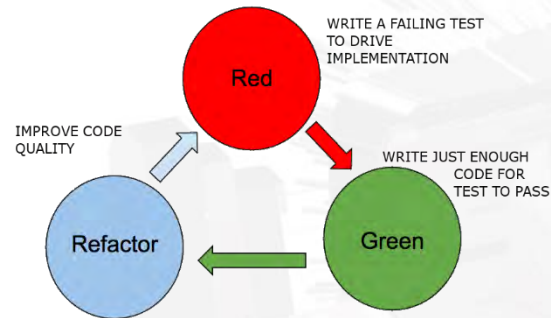 WRITE A FAILING TEST
TO DRIVE
IMPLEMENTATION
Red
IMPROVE CODE
QUALITY
WRITE JUST ENOUGH
CODE FOR
TEST TO PASS
Refactor
Green